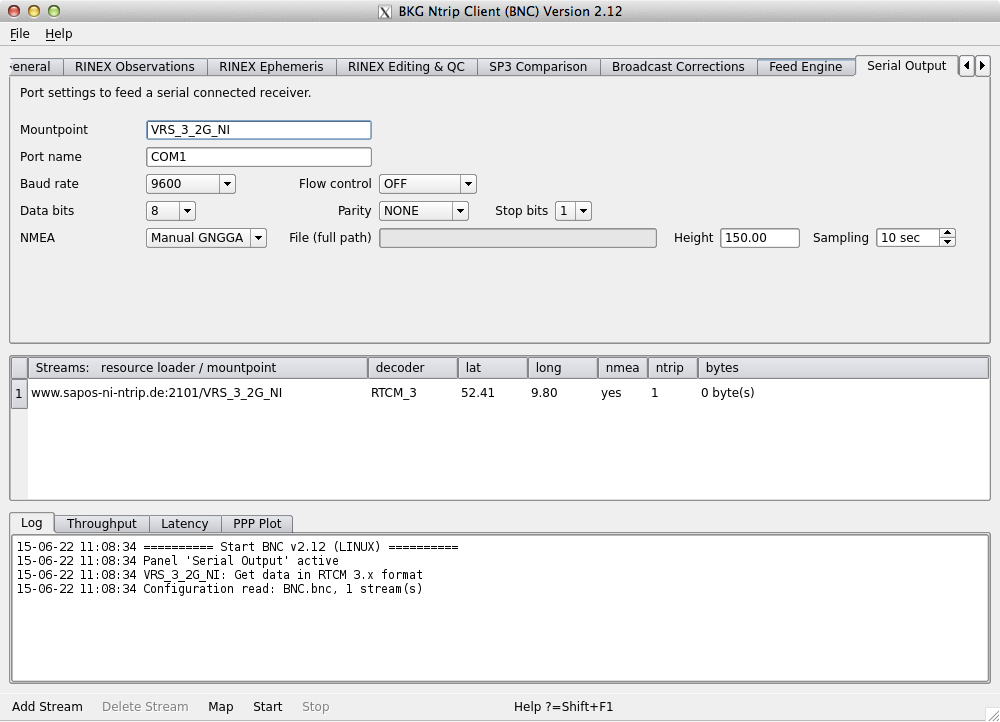 BKG Ntrip Client (BNC) Version 2.12
File Help
eneral RINEX Observations RINEX Ephemeris RINEX Editing & QC SP3 Comparison Broadcast Corrections Feed Engine Serial Output
Port settings to feed a serial connected receiver.
Mountpoint VRS_3_2G_NI
Port name COM1
Baud rate 9600 Flow control OFF
Data bits 8 Parity NONE Stop bits 1
NMEA Manual GNGGA File (full path) Height 150.00 Sampling 10 sec
Streams: resource loader / mountpoint decoder lat long nmea ntrip bytes
1 www.sapos-ni-ntrip.de:2101/VRS_3_2G_NI RTCM_3 52.41 9.80 yes 1 0 byte(s)
Log Throughput Latency PPP Plot
15-06-22 11:08:34 ========== Start BNC v2.12 (LINUX) ==========
15-06-22 11:08:34 Panel 'Serial Output' active
15-06-22 11:08:34 VRS_3_2G_NI: Get data in RTCM 3.x format
15-06-22 11:08:34 Configuration read: BNC.bnc, 1 stream(s)
Add Stream Delete Stream Map Start Stop Help ?=Shift+F1